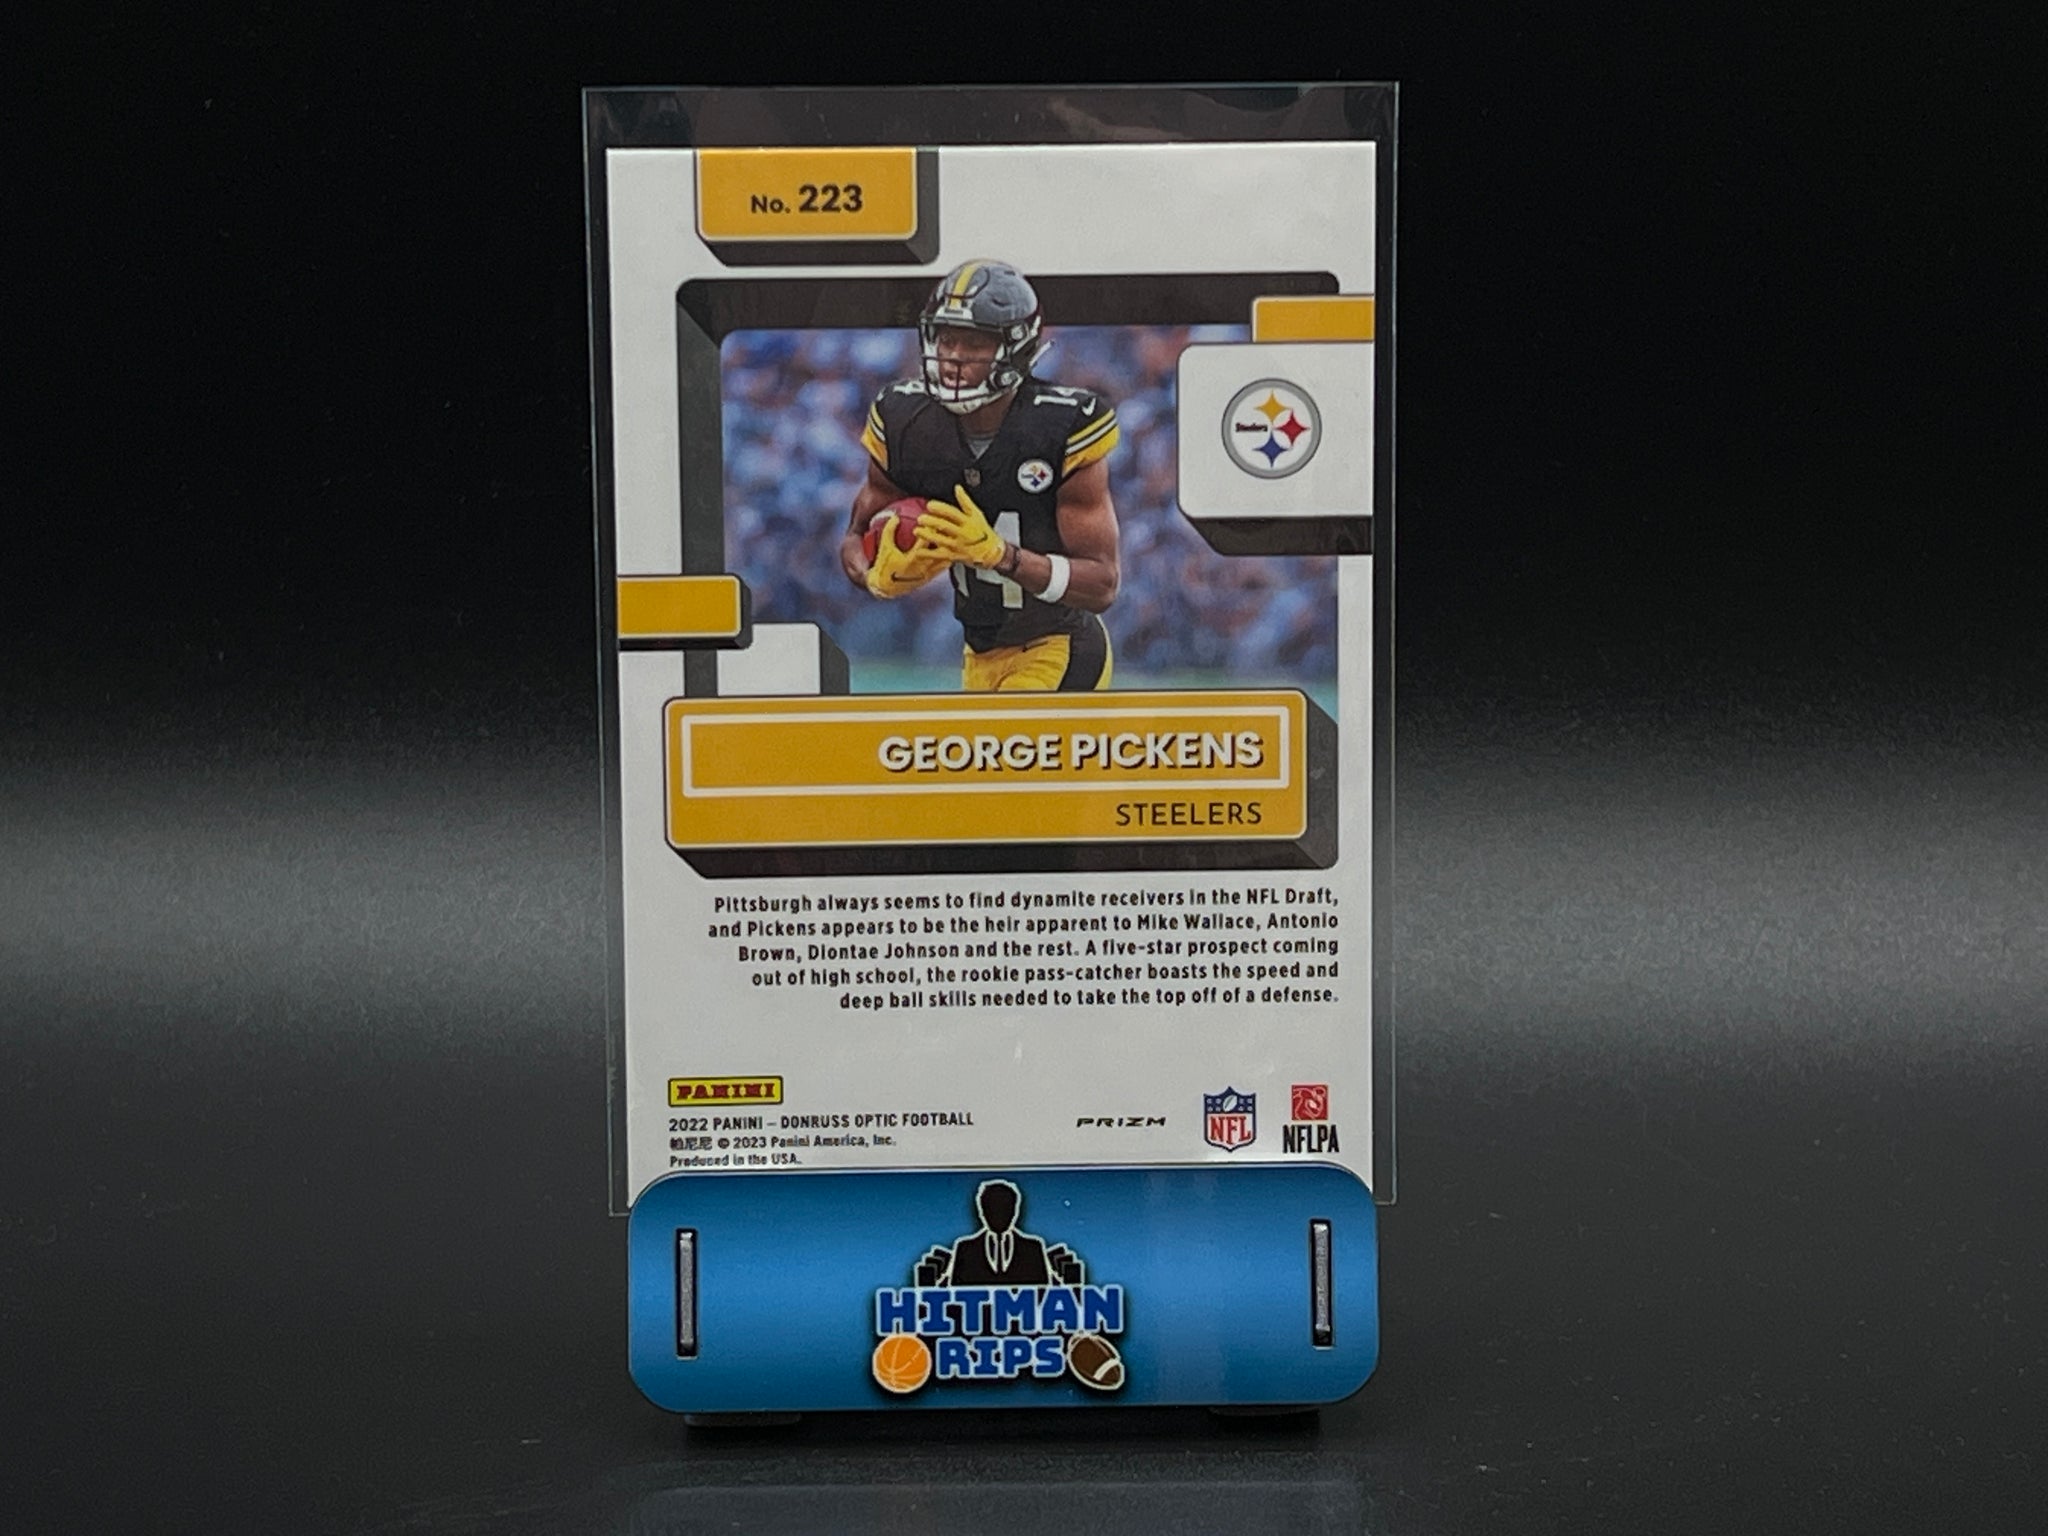 No. 223
Steelers
14
14
14
GEORGE PICKENS
STEELERS
Pittsburgh always seems to find dynamite receivers in the NFL Draft,
and Pickens appears to be the heir apparent to Mike Wallace, Antonio
Brown, Diontae Johnson and the rest. A five-star prospect coming
out of high school, the rookie pass-catcher boasts the speed and
deep ball skills needed to take the top off of a defense.
PANINI
2022 PANINI – DONRUSS OPTIC FOOTBALL
帕尼尼 © 2023 Panini America, Inc.
Produced in the USA.
PRIZM
NFL
NFLPA
HITMAN
RIPS